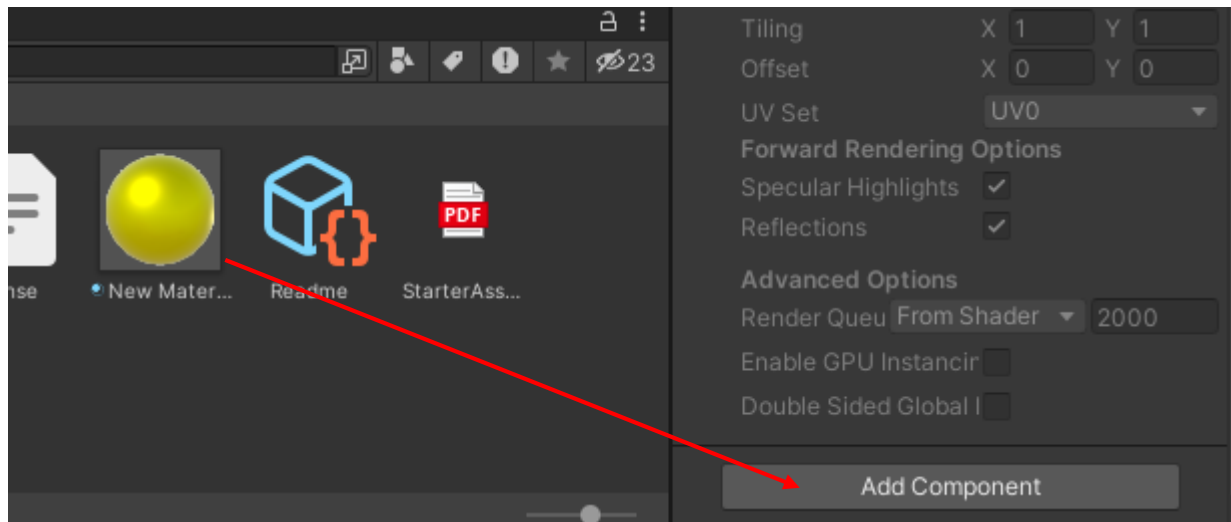 23
nse
New Mater...
Readme
StarterAss...
PDF
{}
Tiling X 1 Y 1
Offset X 0 Y 0
UV Set UV0
Forward Rendering Options
Specular Highlights
Reflections
Advanced Options
Render Queu From Shader 2000
Enable GPU Instancin
Double Sided Global I
Add Component